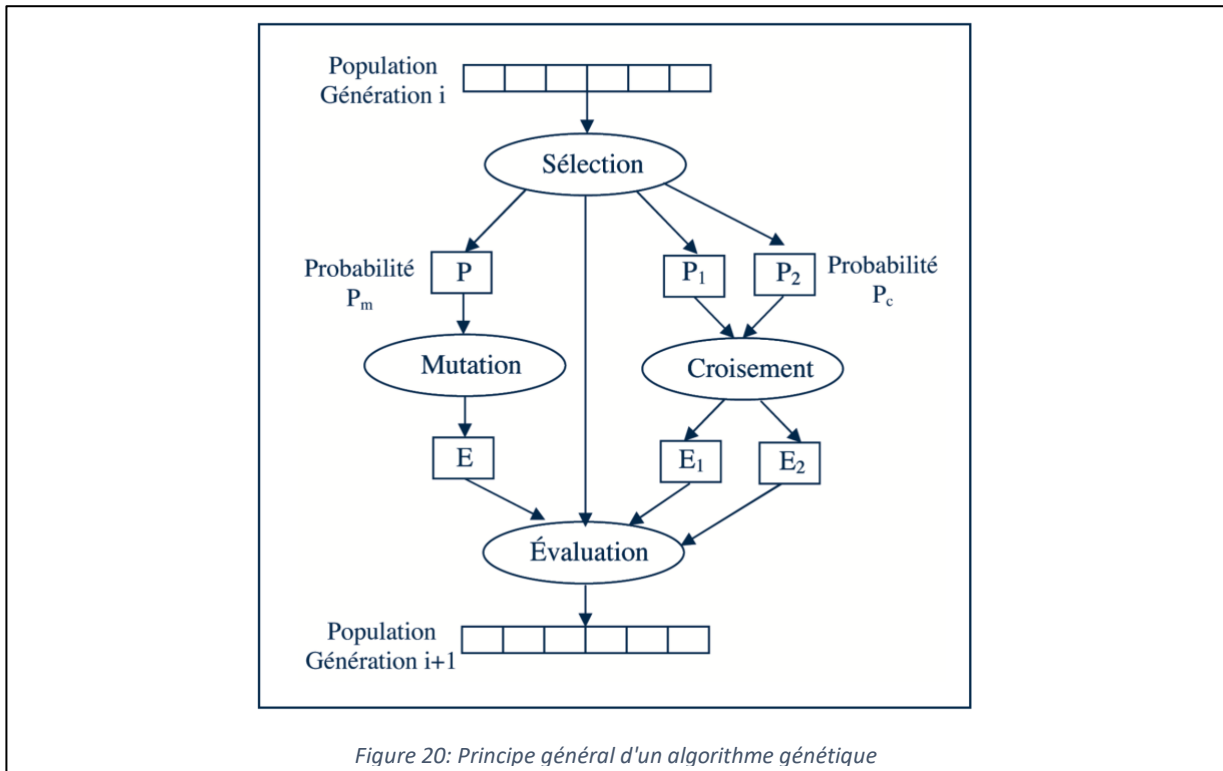 Population
Génération i
Sélection
Probabilité
Pm
P
P1
P2
Probabilité
Pc
Mutation
Croisement
E
E1
E2
Évaluation
Population
Génération i+1
Figure 20: Principe général d'un algorithme génétique